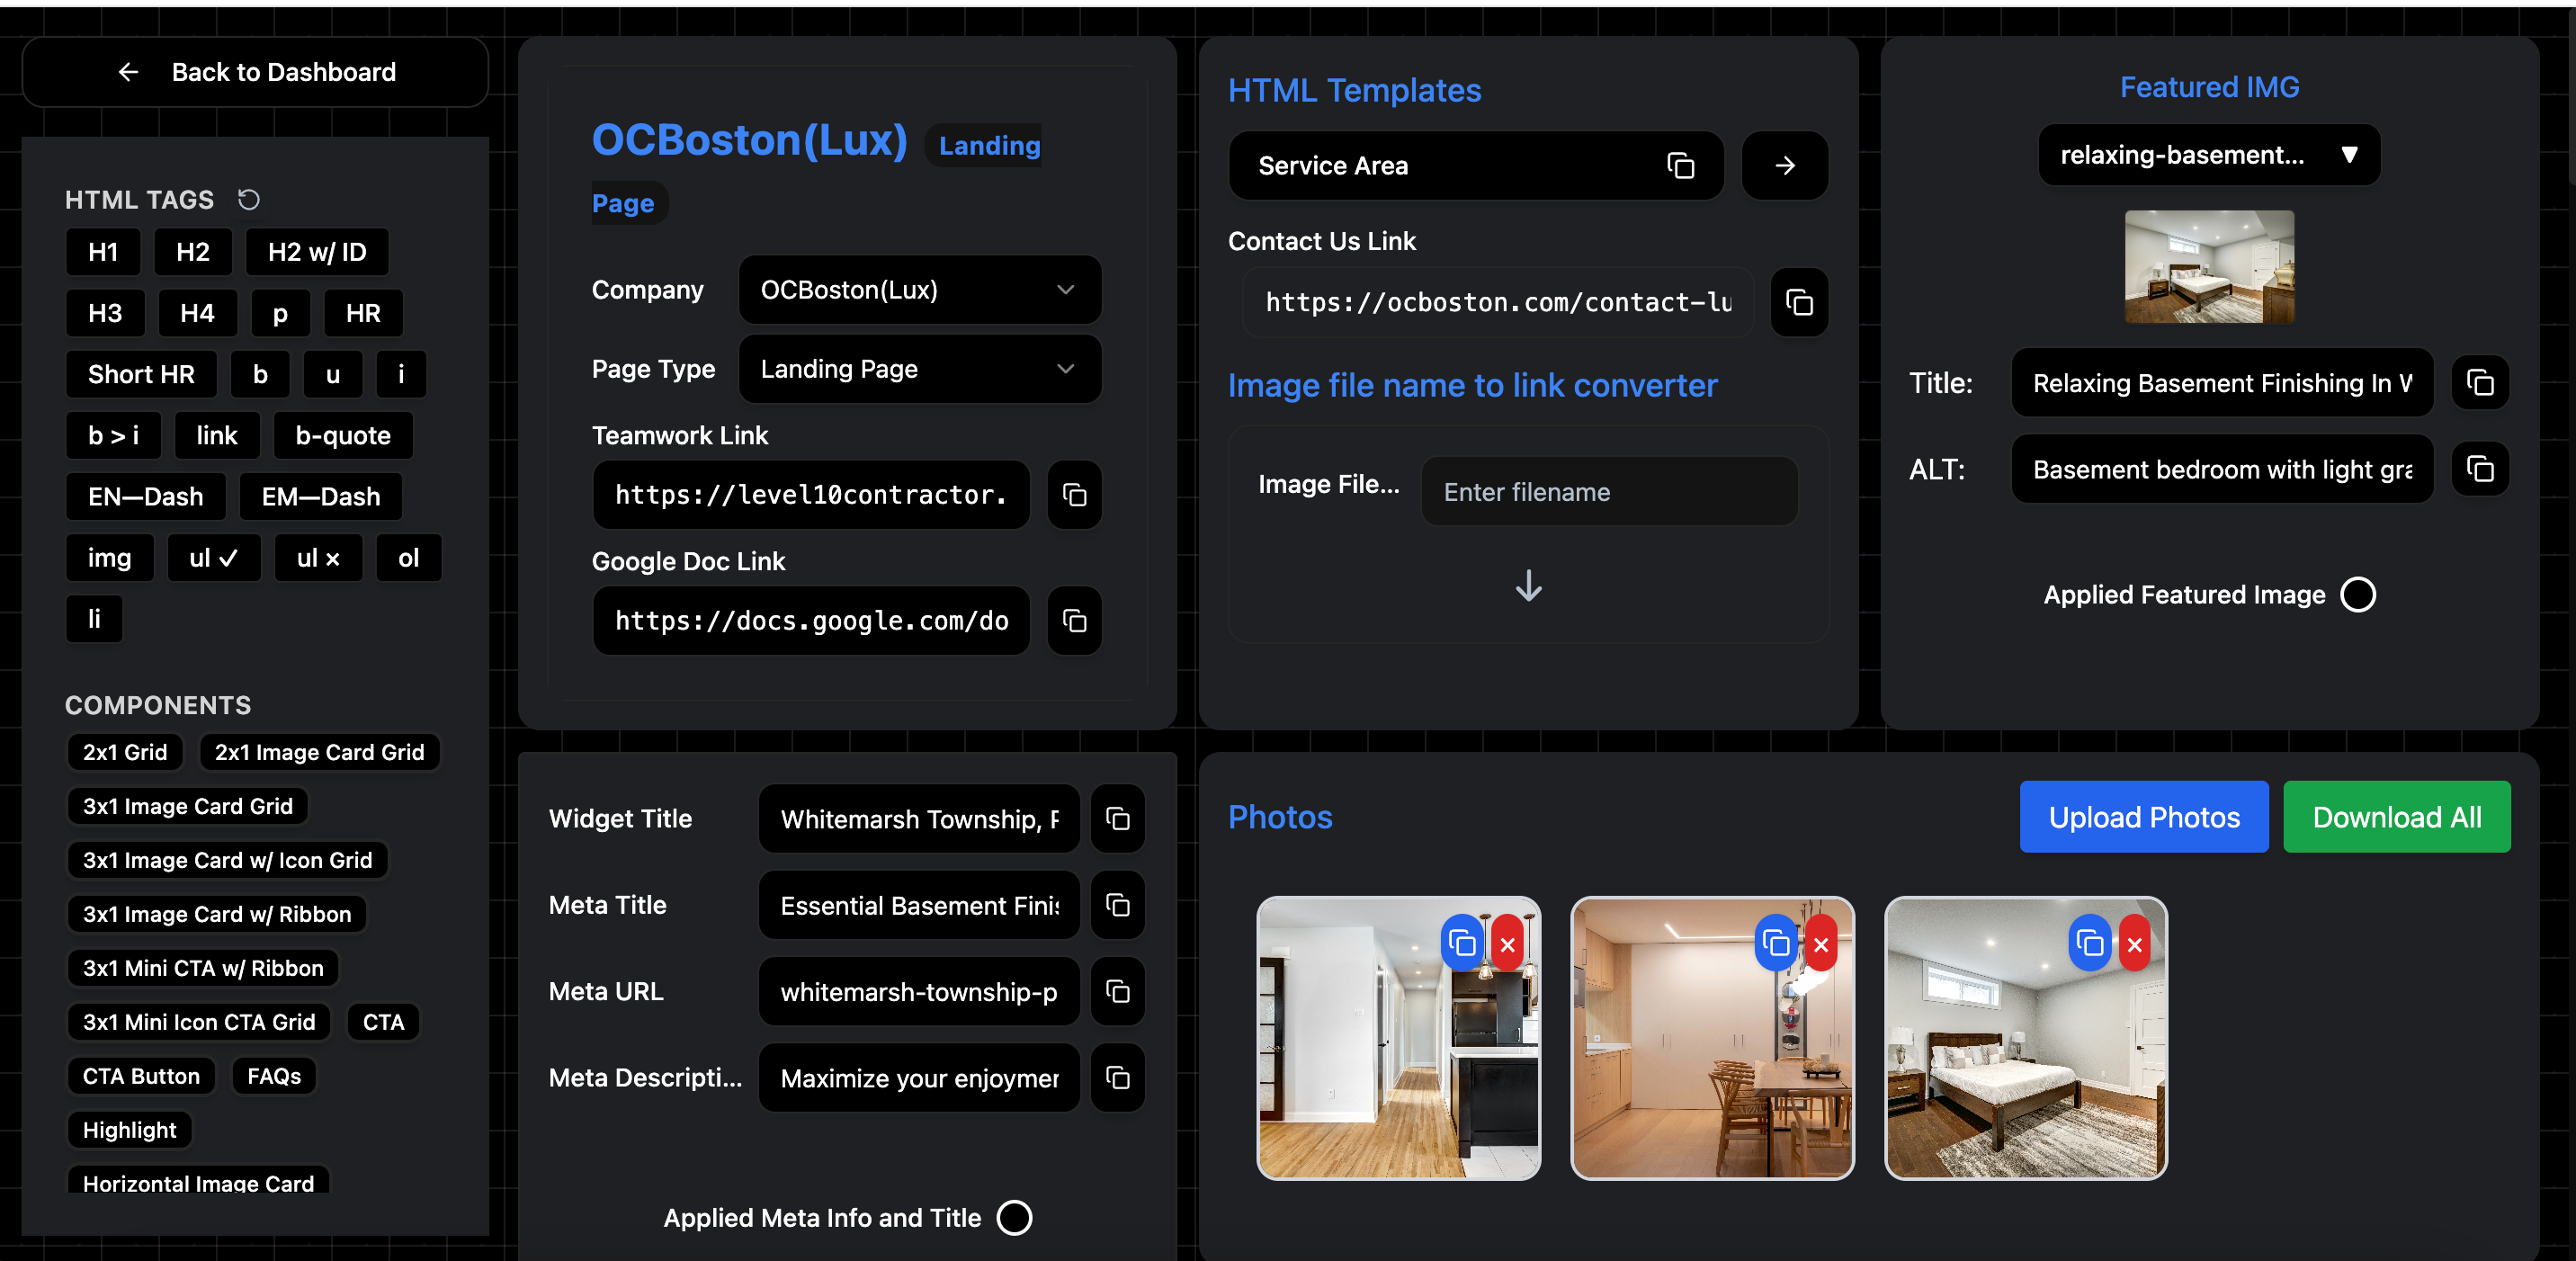 Back to Dashboard
HTML TAGS
H1 H2 H2 w/ ID
H3 H4 p HR
Short HR b u i
b > i link b-quote
EN—Dash EM—Dash
img ul ✓ ul × ol
li
COMPONENTS
2x1 Grid 2x1 Image Card Grid
3x1 Image Card Grid
3x1 Image Card w/ Icon Grid
3x1 Image Card w/ Ribbon
3x1 Mini CTA w/ Ribbon
3x1 Mini Icon CTA Grid CTA
CTA Button FAQs
Highlight
Horizontal Image Card
OCBoston(Lux) Landing
Page
Company OCBoston(Lux)
Page Type Landing Page
Teamwork Link
https://level10contractor.
Google Doc Link
https://docs.google.com/do
HTML Templates
Service Area
Contact Us Link
https://ocboston.com/contact-lu
Image file name to link converter
Image File... Enter filename
Featured IMG
relaxing-basement...
Title: Relaxing Basement Finishing In
ALT: Basement bedroom with light gra
Applied Featured Image
Widget Title Whitemarsh Township,
Meta Title Essential Basement Finis
Meta URL whitemarsh-township-p
Meta Descripti... Maximize your enjoymer
Applied Meta Info and Title
Photos
Upload Photos Download All